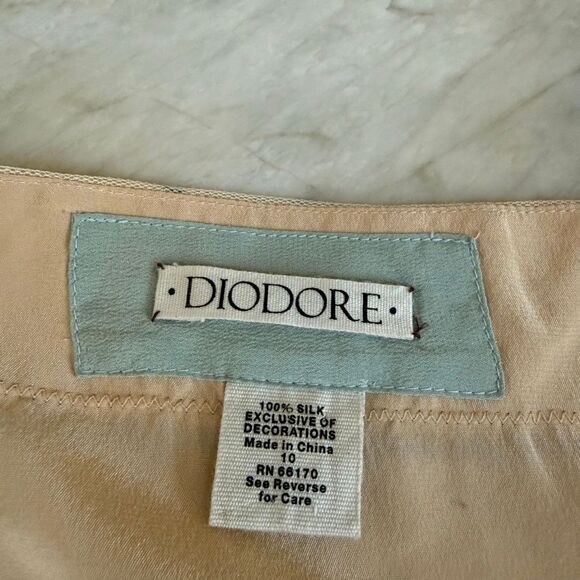 • DIODORE •
100% SILK
EXCLUSIVE OF
DECORATIONS
Made in China
10
RN 66170
See Reverse
for Care